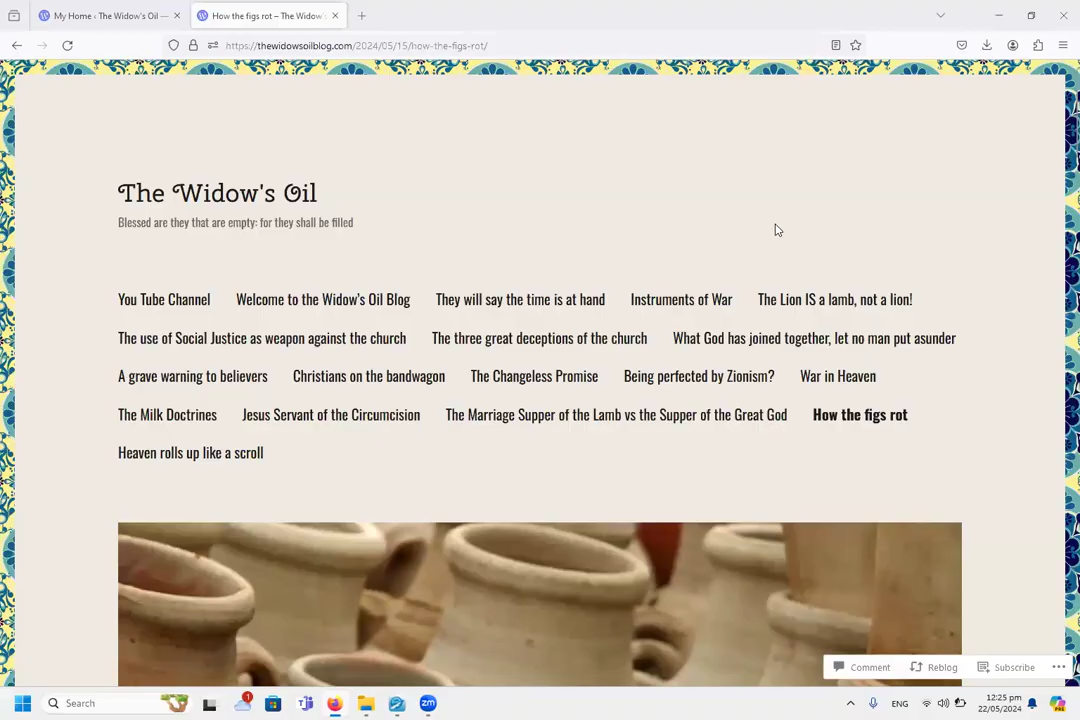 My Home ‹ The Widow's Oil —
How the figs rot – The Widow's
https://thewidowsoilblog.com/2024/05/15/how-the-figs-rot/
The Widow's Oil
Blessed are they that are empty: for they shall be filled
You Tube Channel Welcome to the Widow's Oil Blog They will say the time is at hand Instruments of War The Lion IS a lamb, not a lion!
The use of Social Justice as weapon against the church The three great deceptions of the church What God has joined together, let no man put asunder
A grave warning to believers Christians on the bandwagon The Changeless Promise Being perfected by Zionism? War in Heaven
The Milk Doctrines Jesus Servant of the Circumcision The Marriage Supper of the Lamb vs the Supper of the Great God How the figs rot
Heaven rolls up like a scroll
Comment Reblog Subscribe
Search
1
ENG
12:25 pm
22/05/2024
PRE